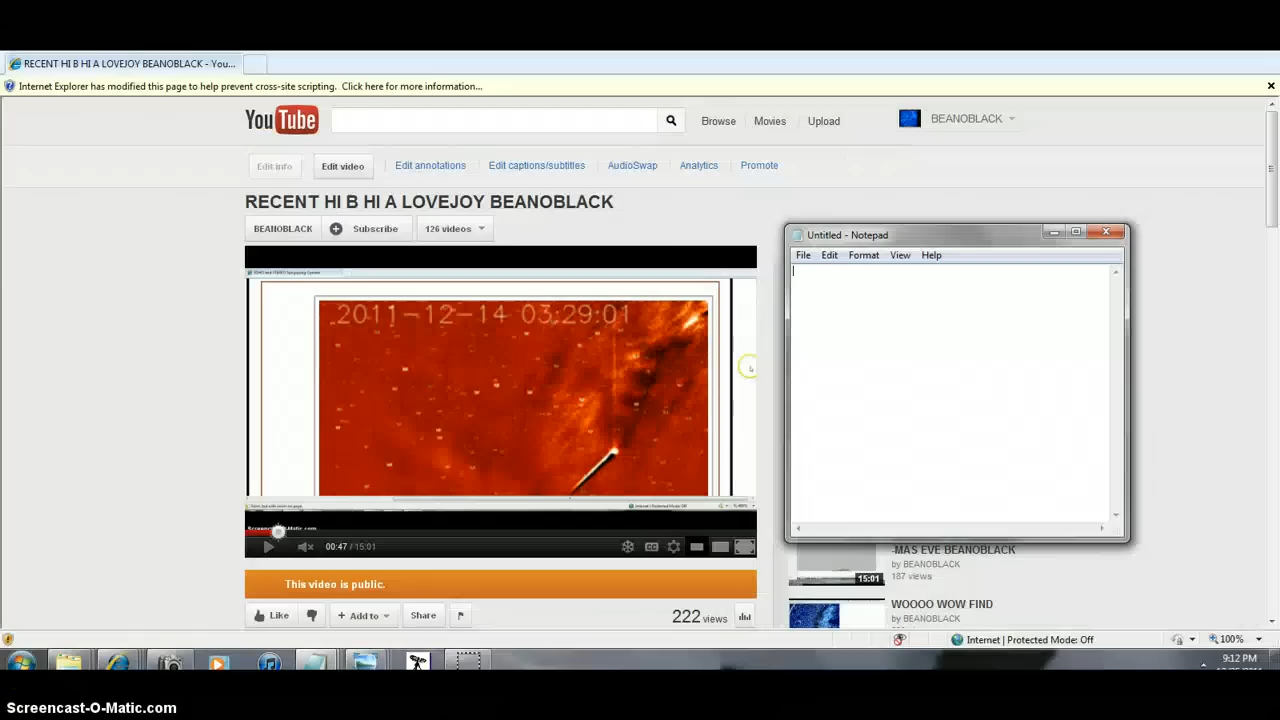 RECENT HI B HI A LOVEJOY BEANOBLACK - You...
Internet Explorer has modified this page to help prevent cross-site scripting. Click here for more information...
YouTube
Browse Movies Upload
BEANOBLACK
Edit info Edit video Edit annotations Edit captions/subtitles AudioSwap Analytics Promote
RECENT HI B HI A LOVEJOY BEANOBLACK
BEANOBLACK Subscribe 126 videos
Untitled - Notepad
File Edit Format View Help
2011-12-14 03:29:01
00:47 / 15:01
CC
-MAS EVE BEANOBLACK
by BEANOBLACK
187 views
15:01
This video is public.
WOOOO WOW FIND
by BEANOBLACK
Like Add to Share
222 views
Internet | Protected Mode: Off
100%
9:12 PM
Screencast-O-Matic.com